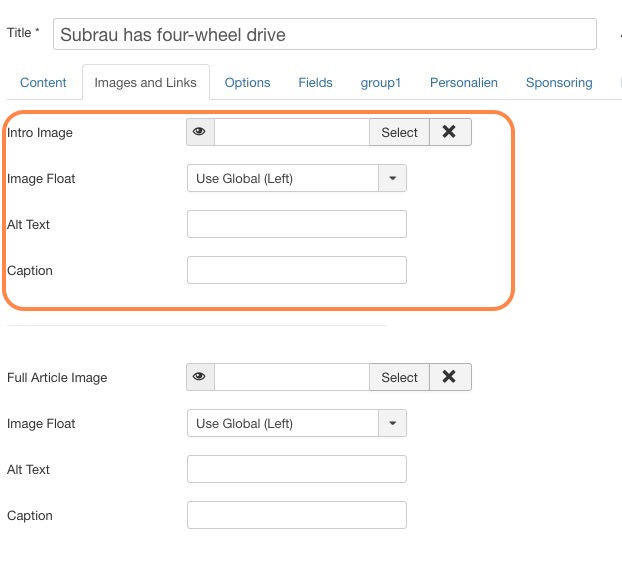 Title * Subrau has four-wheel drive
Content Images and Links Options Fields group1 Personalien Sponsoring
Intro Image Select
Image Float Use Global (Left)
Alt Text
Caption
Full Article Image Select
Image Float Use Global (Left)
Alt Text
Caption